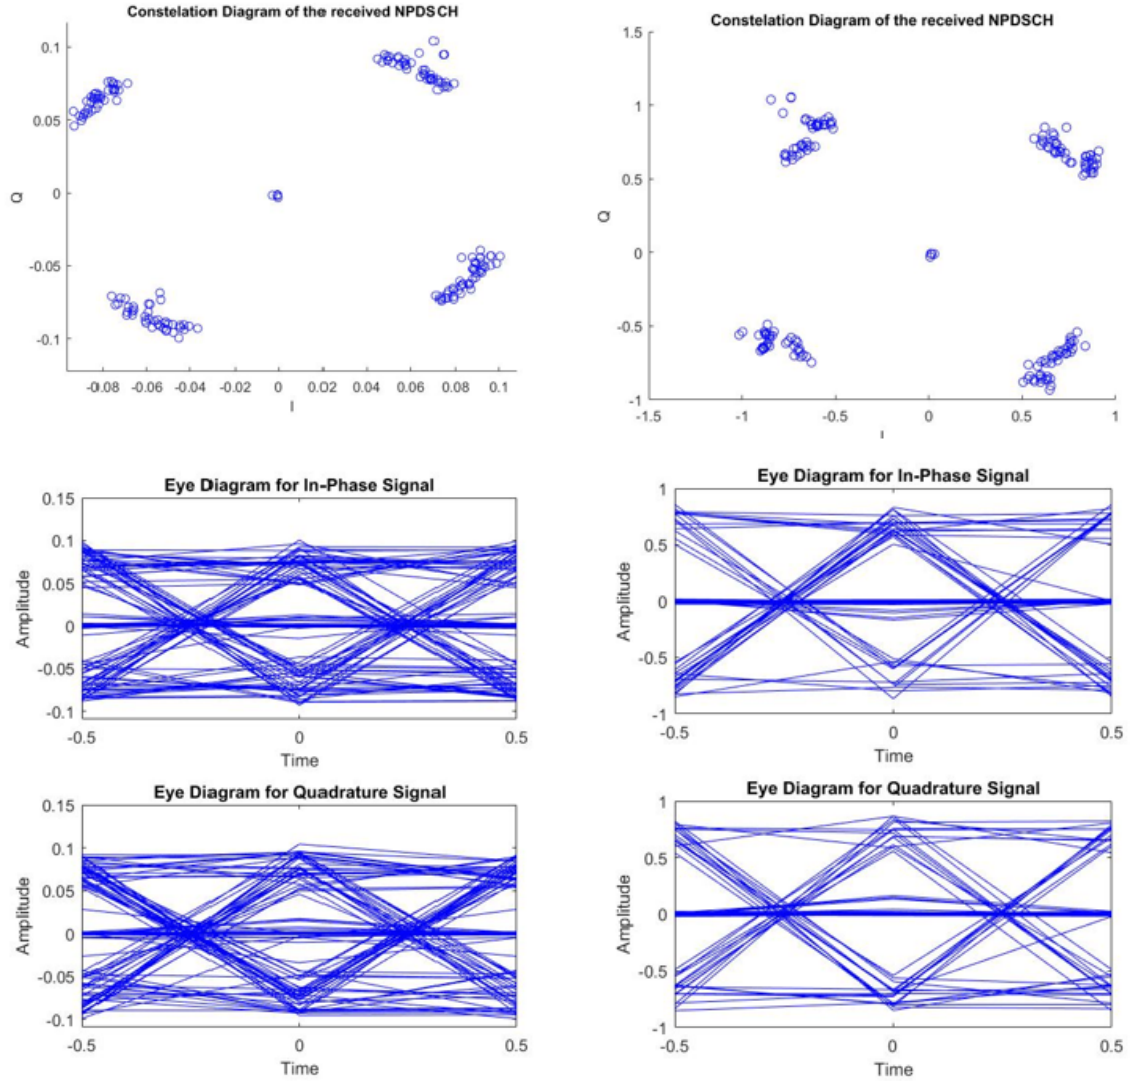 Constelation Diagram of the received NPDSCH
0.1
0.05
0
-0.05
-0.1
Q
-0.08 -0.06 -0.04 -0.02 0 0.02 0.04 0.06 0.08 0.1
I
Constelation Diagram of the received NPDSCH
1.5
1
0.5
0
-0.5
-1
Q
-1.5 -1 -0.5 0 0.5 1
I
Eye Diagram for In-Phase Signal
0.15
0.1
0.05
0
-0.05
-0.1
Amplitude
-0.5 0 0.5
Time
Eye Diagram for In-Phase Signal
1
0.5
0
-0.5
-1
Amplitude
-0.5 0 0.5
Time
Eye Diagram for Quadrature Signal
0.15
0.1
0.05
0
-0.05
-0.1
Amplitude
-0.5 0 0.5
Time
Eye Diagram for Quadrature Signal
1
0.5
0
-0.5
-1
Amplitude
-0.5 0 0.5
Time